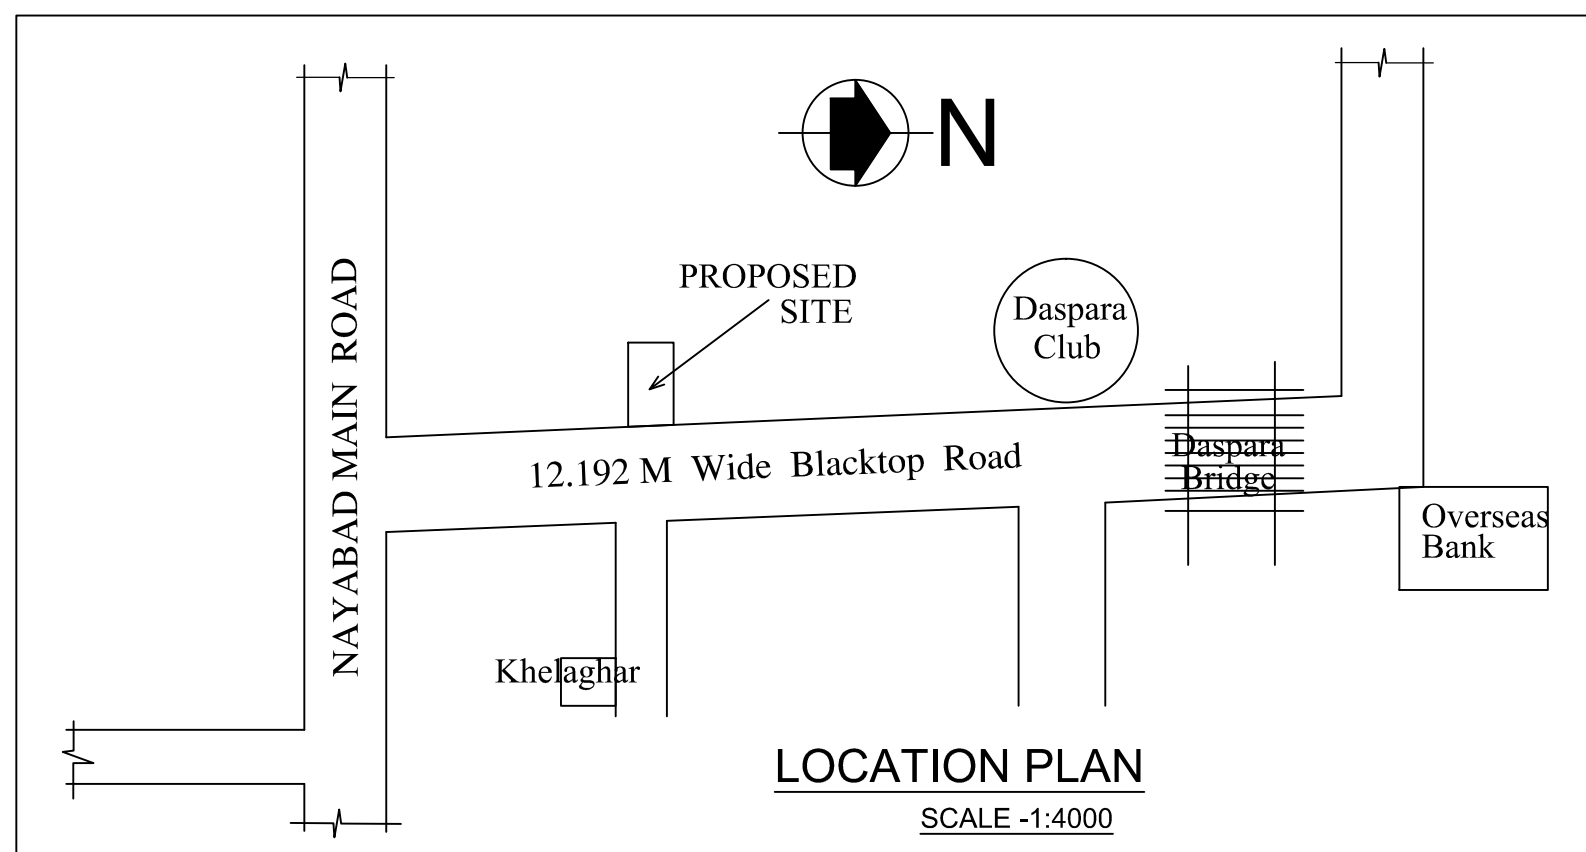 N
NAYABAD MAIN ROAD
PROPOSED
SITE
Daspara
Club
12.192 M Wide Blacktop Road
Daspara
Bridge
Overseas
Bank
Khelaghar
LOCATION PLAN
SCALE -1:4000